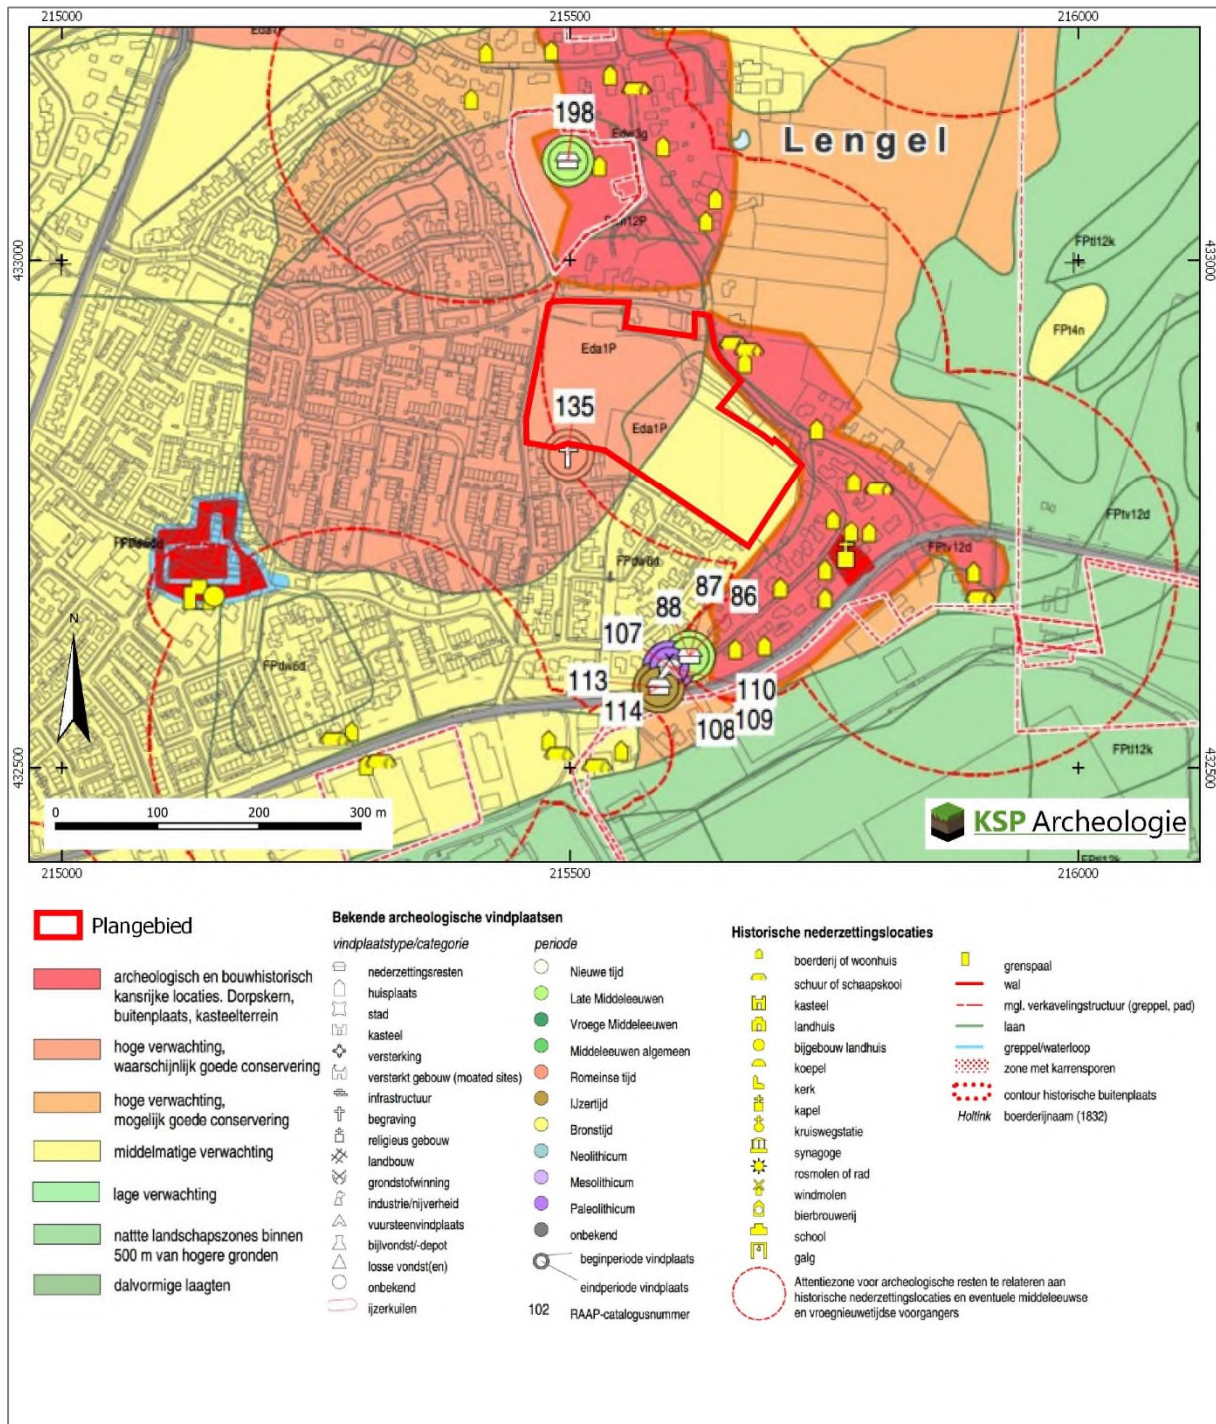 215000
215500
216000
433000
433000
432500
432500
198
Lengel
FPtl12k
FPt4n
Eda1P
135
Eda1P
FPtv12d
FPtv12d
FPdw6d
87
86
88
107
FPdw6d
113
114
110
109
108
FPtl12k
N
0 100 200 300 m
KSP Archeologie
215000
215500
216000
Plangebied
archeologisch en bouwhistorisch
kansrijke locaties. Dorpskern,
buitenplaats, kasteelterrein
hoge verwachting,
waarschijnlijk goede conservering
hoge verwachting,
mogelijk goede conservering
middelmatige verwachting
lage verwachting
nattte landschapszones binnen
500 m van hogere gronden
dalvormige laagten
Bekende archeologische vindplaatsen
vindplaatstype/categorie
nederzettingsresten
huisplaats
stad
kasteel
versterking
versterkt gebouw (moated sites)
infrastructuur
begraving
religieus gebouw
landbouw
grondstofwinning
industrie/nijverheid
vuursteenvindplaats
bijlvondst/-depot
losse vondst(en)
onbekend
ijzerkuilen
periode
Nieuwe tijd
Late Middeleeuwen
Vroege Middeleeuwen
Middeleeuwen algemeen
Romeinse tijd
IJzertijd
Bronstijd
Neolithicum
Mesolithicum
Paleolithicum
onbekend
beginperiode vindplaats
eindperiode vindplaats
102 RAAP-catalogusnummer
Historische nederzettingslocaties
boerderij of woonhuis
schuur of schaapskooi
kasteel
landhuis
bijgebouw landhuis
koepel
kerk
kapel
kruiswegstatie
synagoge
rosmolen of rad
windmolen
bierbrouwerij
school
galg
Attentiezone voor archeologische resten te relateren aan
historische nederzettingslocaties en eventuele middeleeuwse
en vroegnieuwetijdse voorgangers
grenspaal
wal
mgl. verkavelingstructuur (greppel, pad)
laan
greppel/waterloop
zone met karrensporen
contour historische buitenplaats
Holtink boerderijnaam (1832)